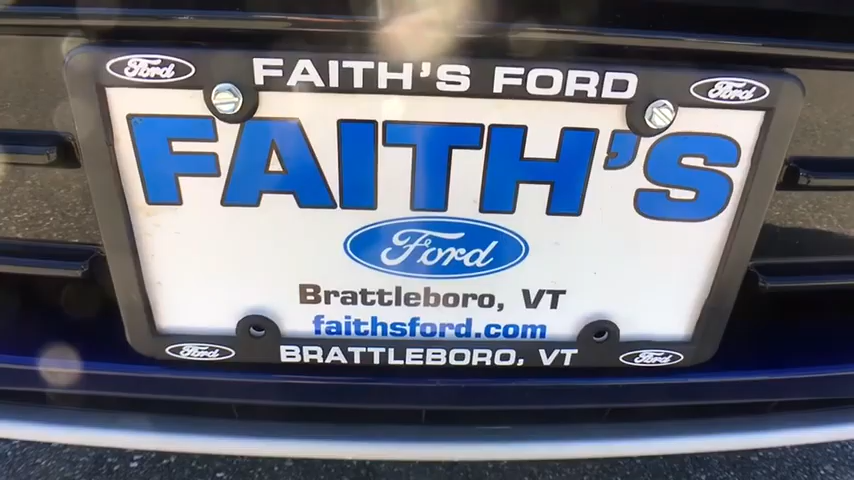 Ford FAITH'S FORD Ford
FAITH'S
Ford
Brattleboro, VT
faithsford.com
Ford BRATTLEBORO, VT Ford